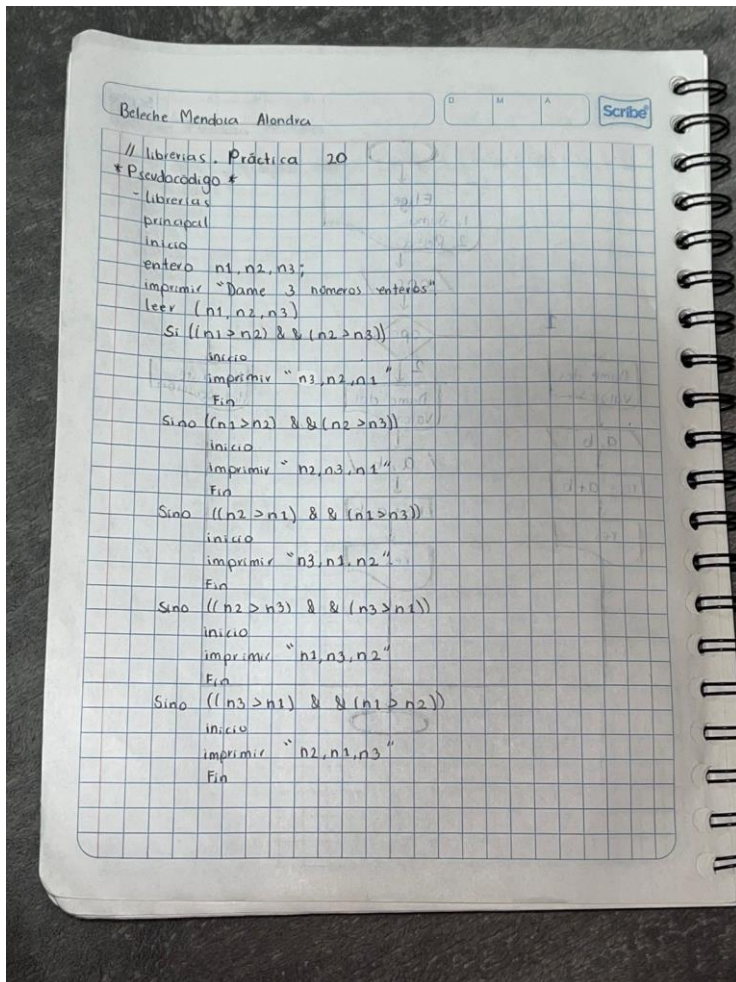 Beleche Mendoza Alondra
D M A
Scribe
// librerias. Práctica 20
* Pseudocódigo *
- Librerias
principal
inicio
entero n1, n2, n3;
imprimir "Dame 3 números enteros"
leer (n1, n2, n3)
Si ((n1 > n2) && (n2 > n3))
inicio
imprimir "n3, n2, n1"
Fin
Sino ((n1 > n2) && (n2 > n3))
inicio
imprimir "n2, n3, n1"
Fin
Sino ((n2 > n1) && (n1 > n3))
inicio
imprimir "n3, n1, n2"
Fin
Sino ((n2 > n3) && (n3 > n1))
inicio
imprimir "n1, n3, n2"
Fin
Sino ((n3 > n1) && (n1 > n2))
inicio
imprimir "n2, n1, n3"
Fin